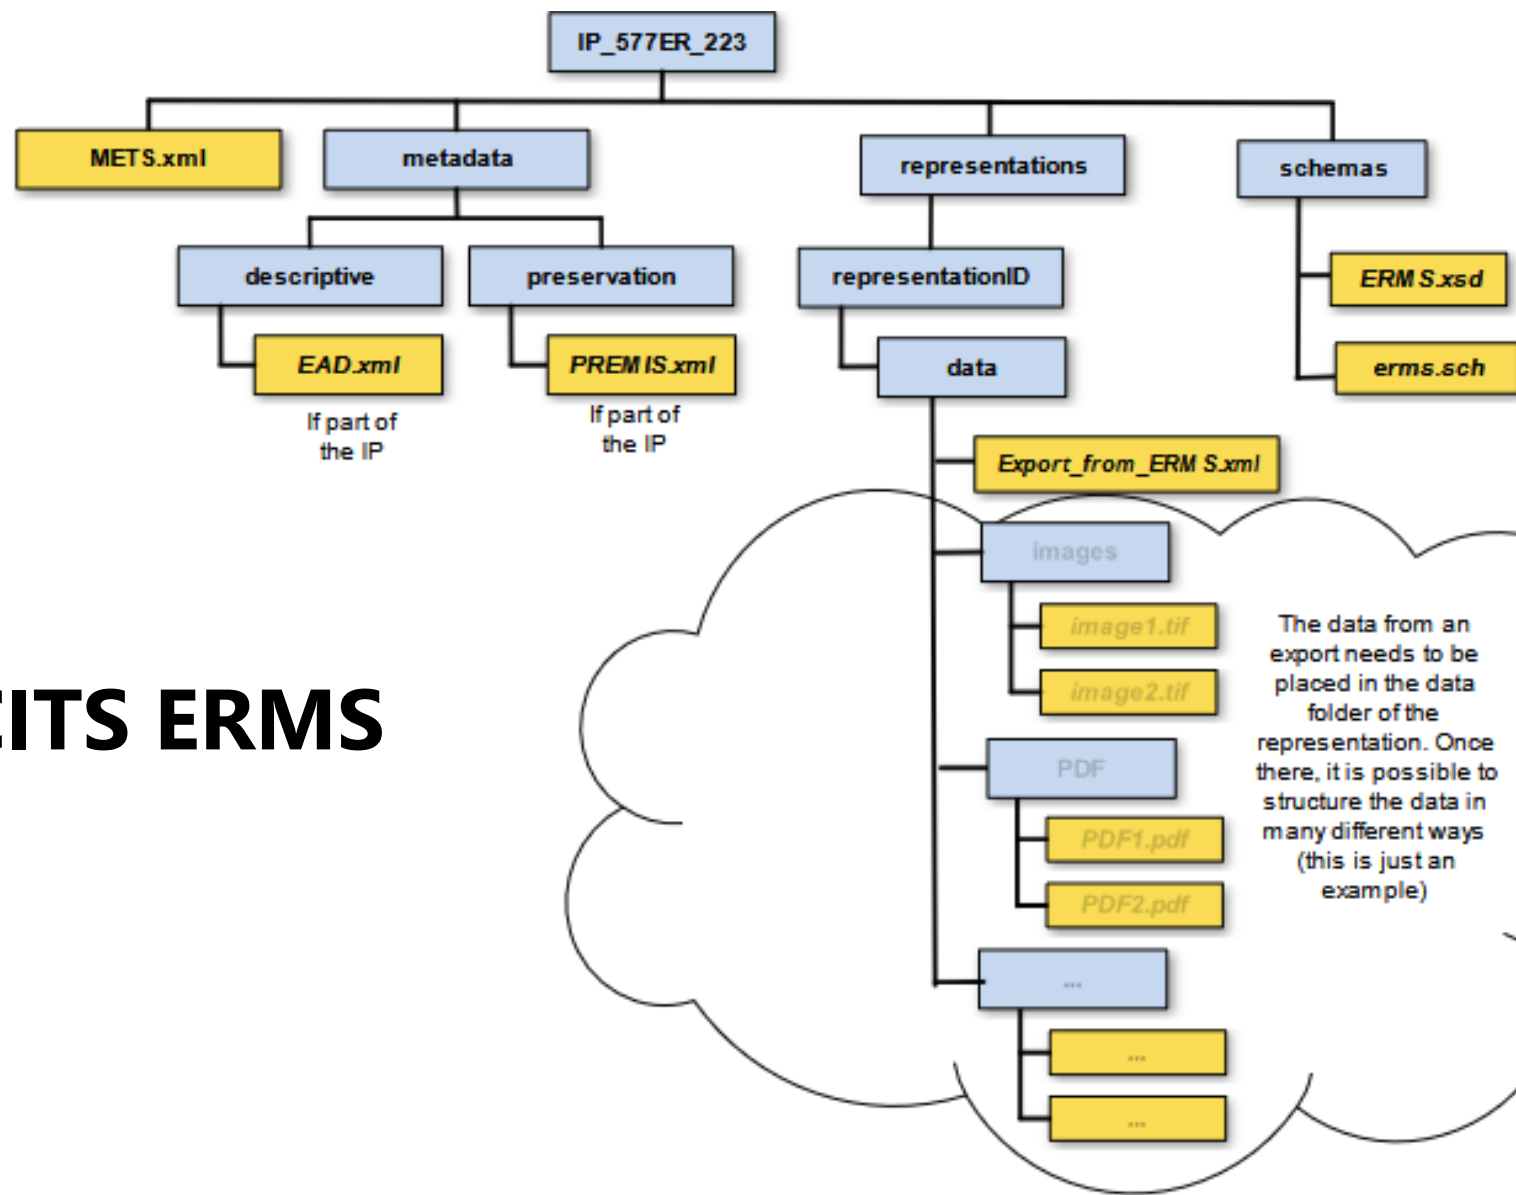 IP_577ER_223
METS.xml
metadata
representations
schemas
descriptive
preservation
representationID
ERMS.xsd
EAD.xml
PREMIS.xml
data
erms.sch
If part of
the IP
If part of
the IP
Export_from_ERMS.xml
images
image1.tif
image2.tif
The data from an
export needs to be
placed in the data
folder of the
representation. Once
there, it is possible to
structure the data in
many different ways
(this is just an
example)
CITS ERMS
PDF
PDF1.pdf
PDF2.pdf
...
...
...